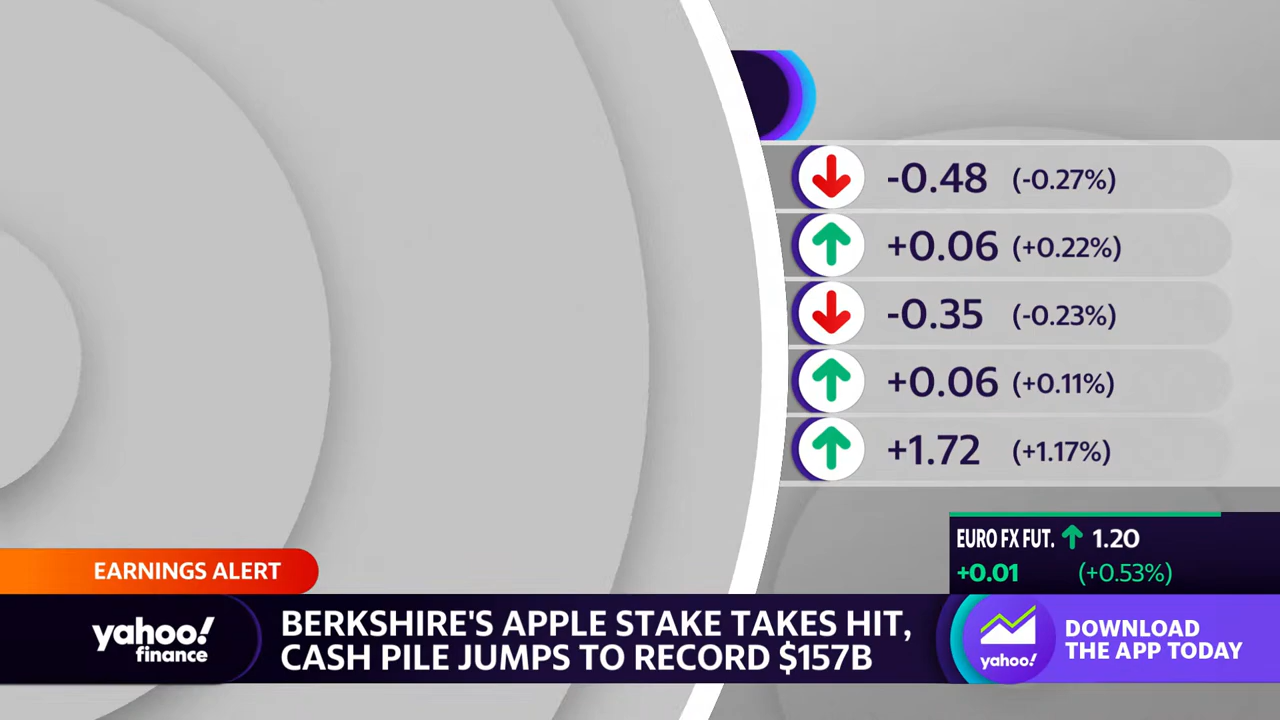 -0.48 (-0.27%)
+0.06 (+0.22%)
-0.35 (-0.23%)
+0.06 (+0.11%)
+1.72 (+1.17%)
EURO FX FUT. 1.20
+0.01 (+0.53%)
EARNINGS ALERT
yahoo!
finance
BERKSHIRE'S APPLE STAKE TAKES HIT,
CASH PILE JUMPS TO RECORD $157B
yahoo!
DOWNLOAD
THE APP TODAY